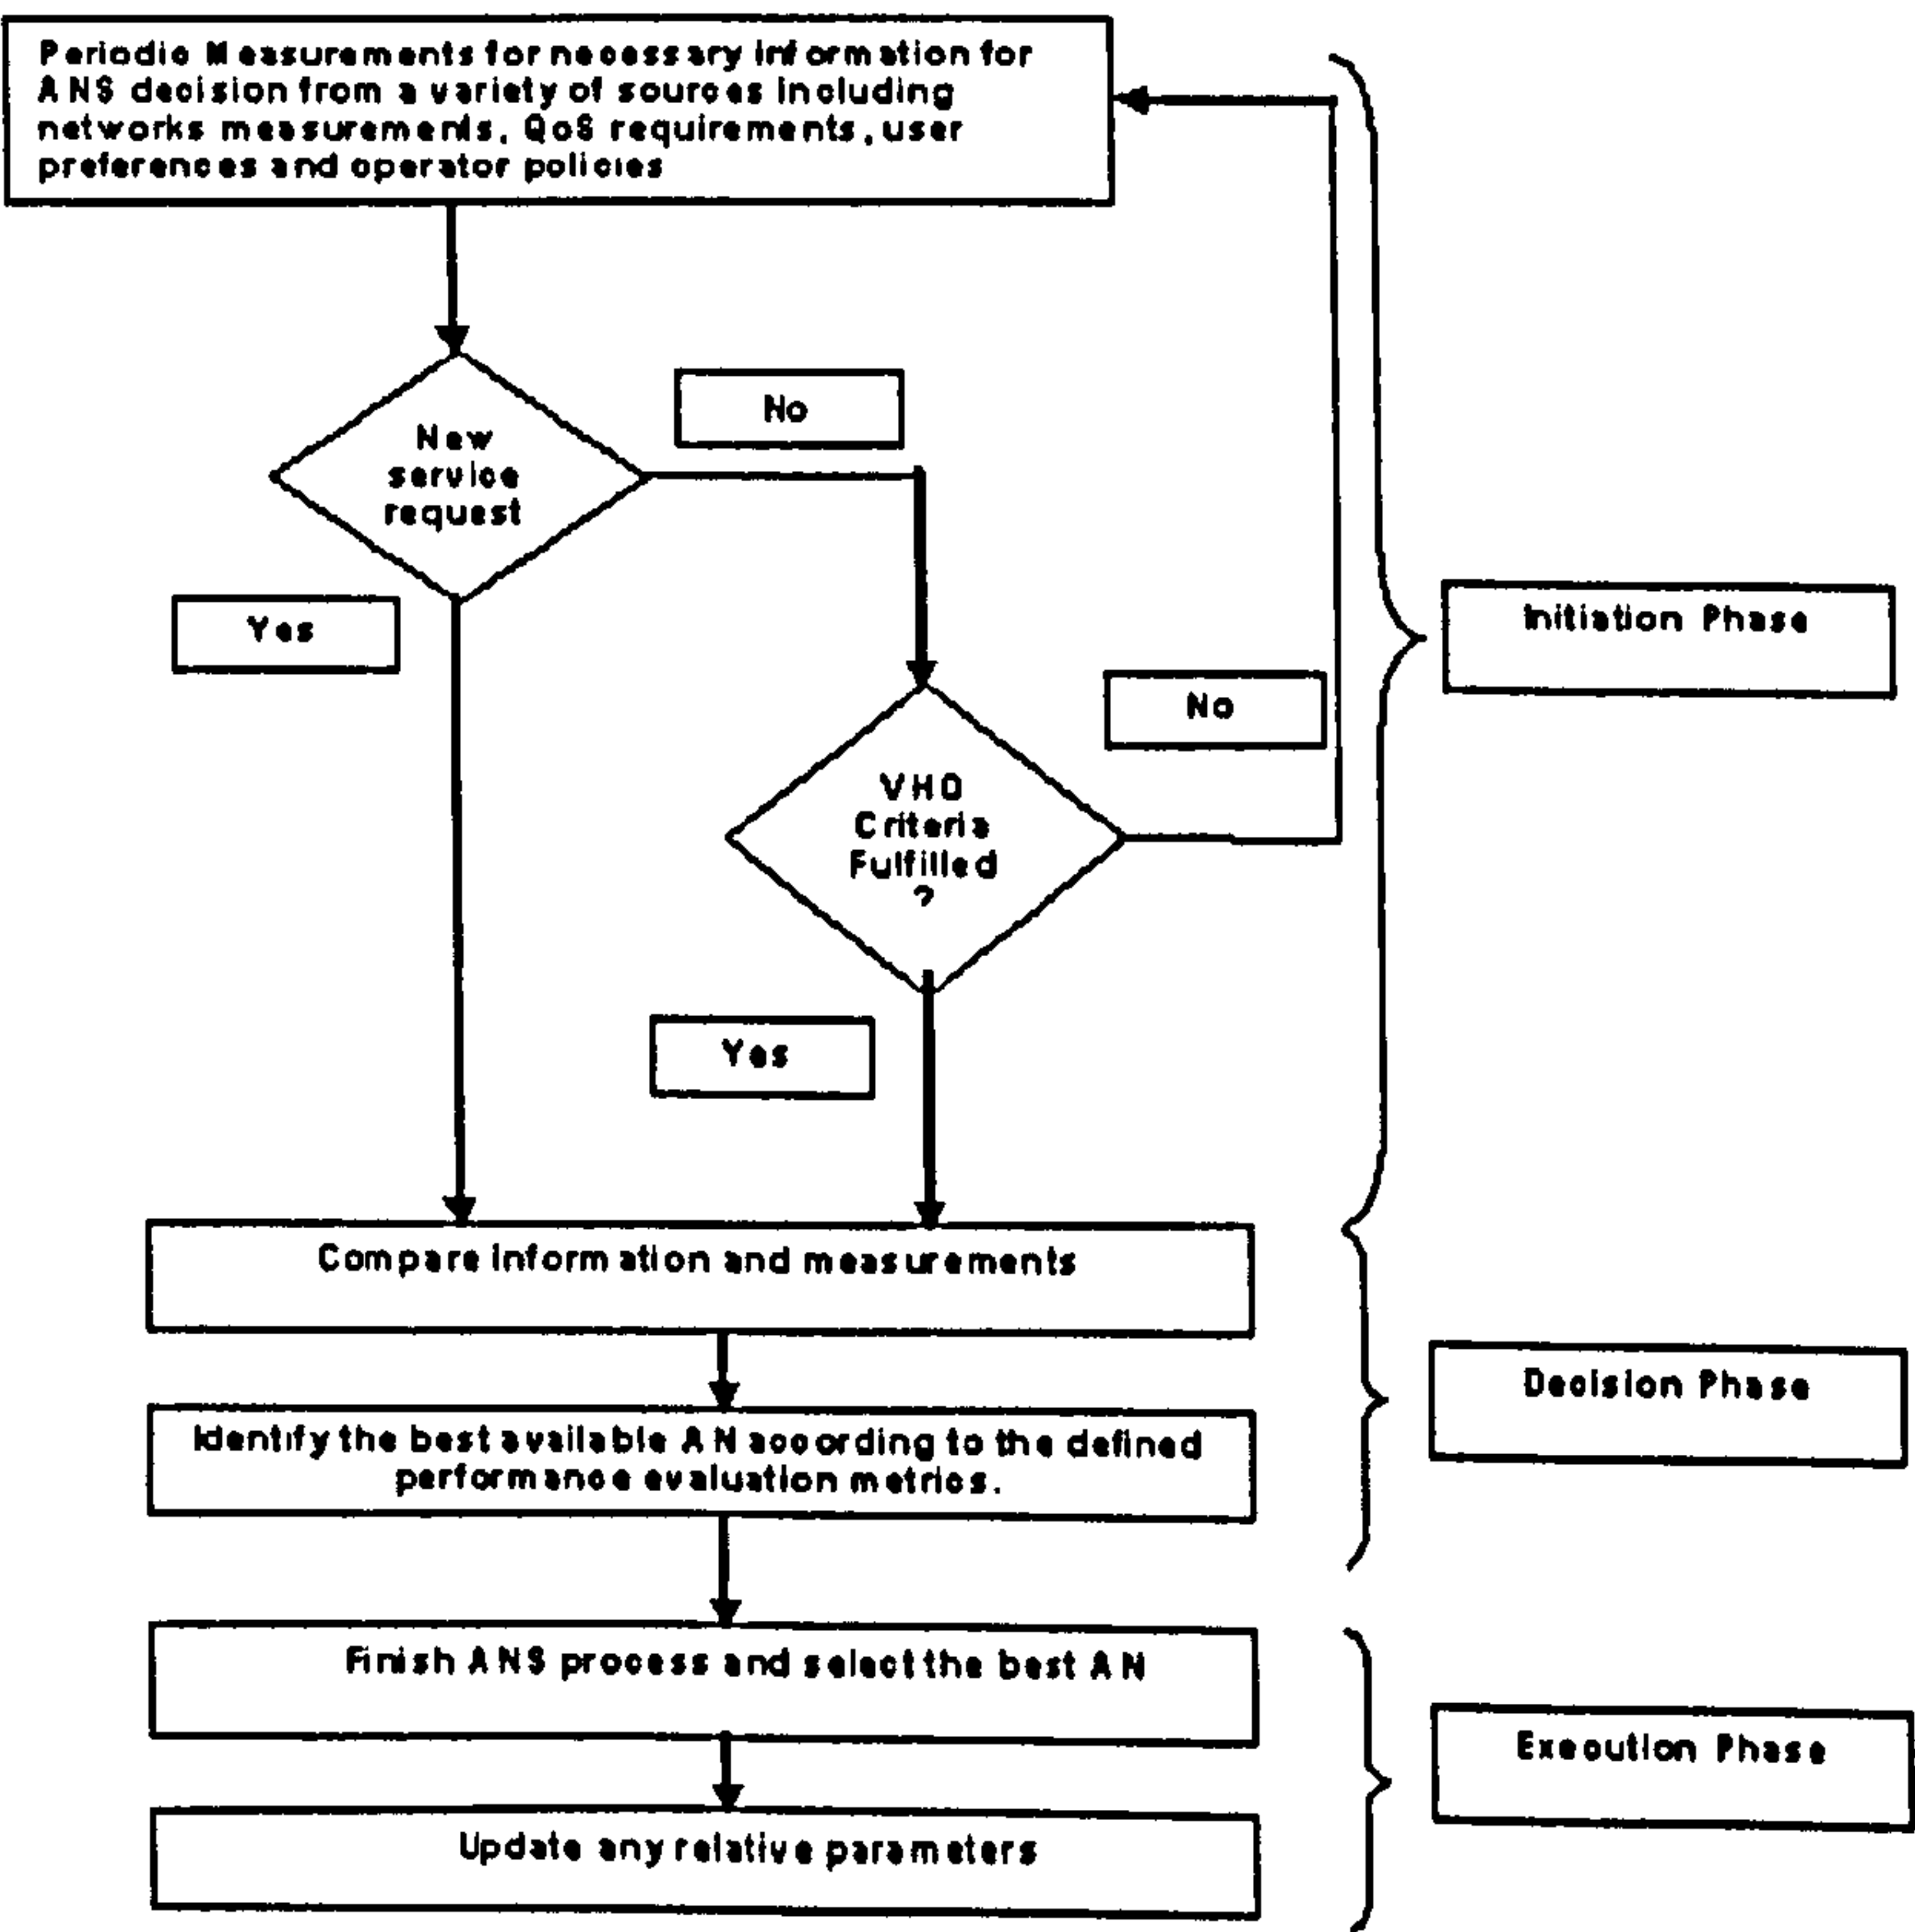 Periodic Measurements for necessary information for
ANS decision from a variety of sources including
networks measurements, QoS requirements, user
preferences and operator policies
No
New
service
request
Yes
Initiation Phase
No
VHO
Criteria
Fulfilled
?
Yes
Compare information and measurements
Decision Phase
Identify the best available AN according to the defined
performance evaluation metrics.
Finish ANS process and select the best AN
Execution Phase
Update any relative parameters